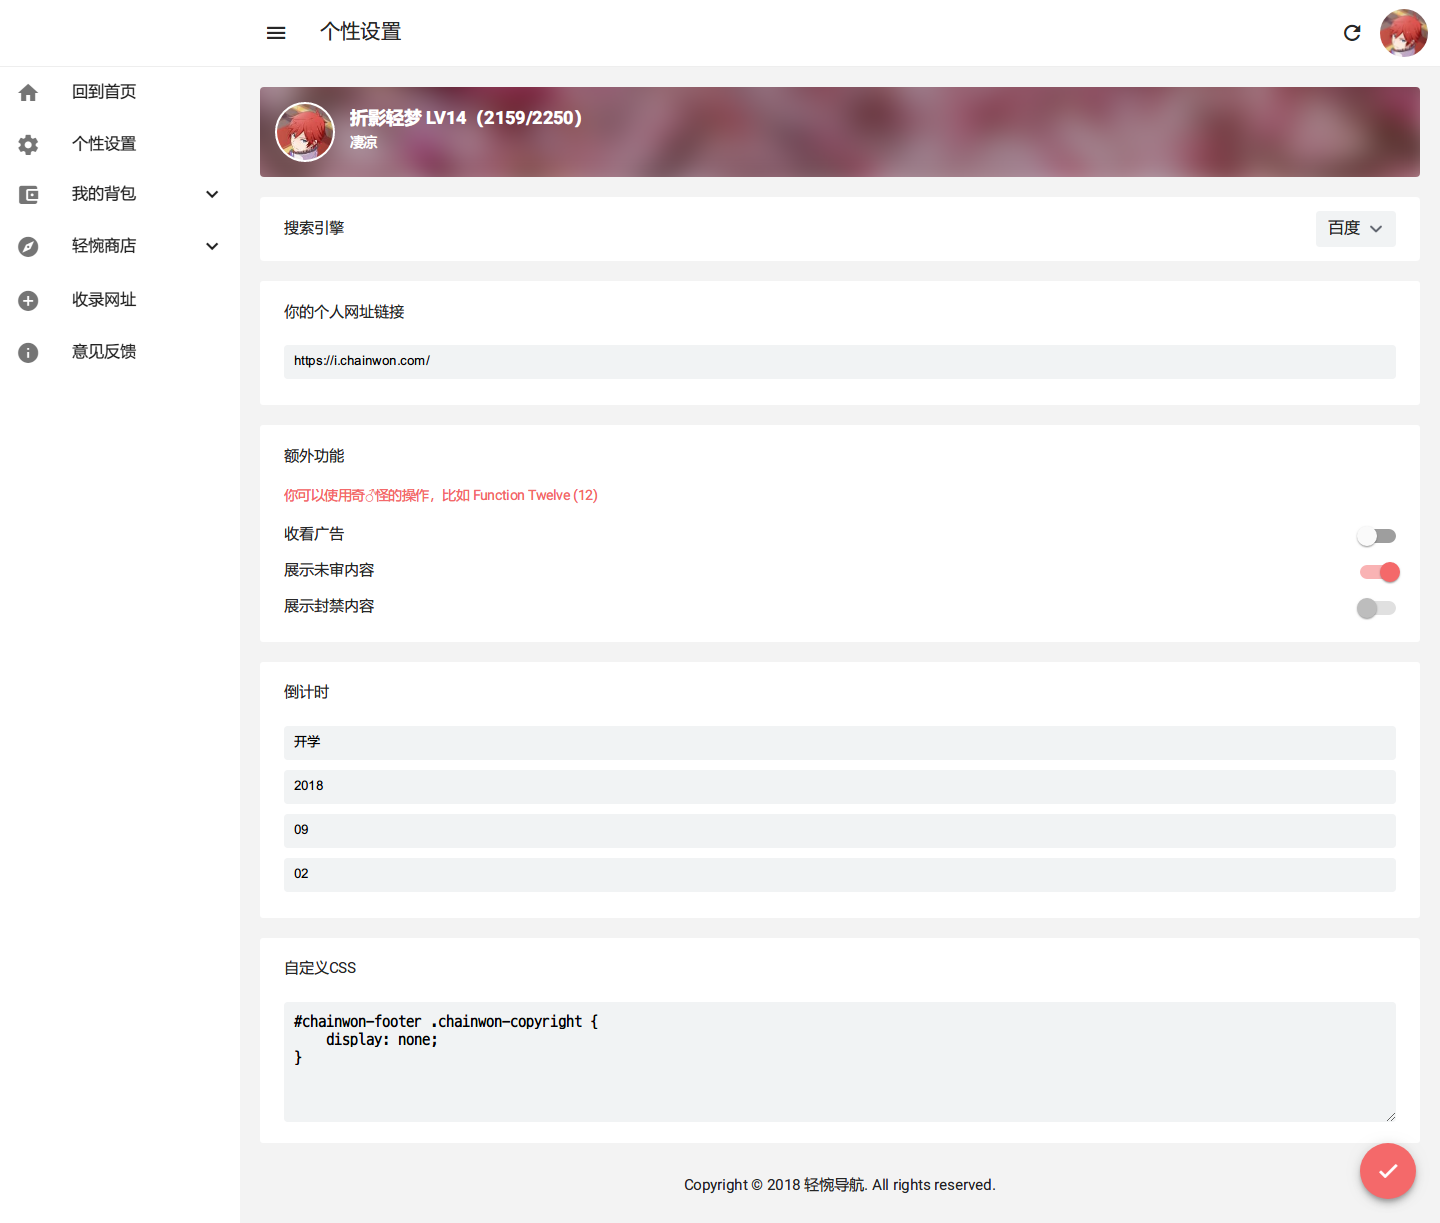 个性设置
回到首页
个性设置
我的背包
轻惋商店
收录网址
意见反馈
折影轻梦 LV14（2159/2250）
凄凉
搜索引擎
百度
你的个人网址链接
https://i.chainwon.com/
额外功能
你可以使用奇♂怪的操作，比如 Function Twelve (12)
收看广告
展示未审内容
展示封禁内容
倒计时
开学
2018
09
02
自定义CSS
#chainwon-footer .chainwon-copyright {
    display: none;
}
Copyright © 2018 轻惋导航. All rights reserved.